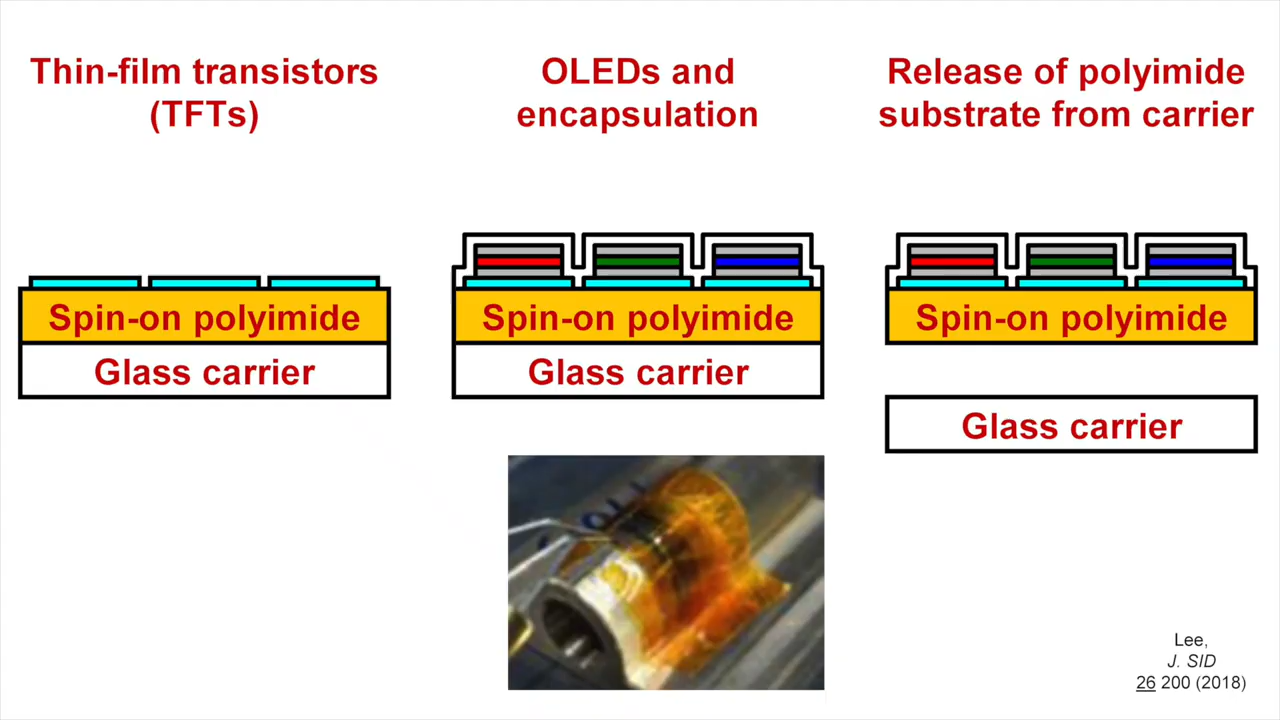 Thin-film transistors
(TFTs)
OLEDs and
encapsulation
Release of polyimide
substrate from carrier
Spin-on polyimide
Glass carrier
Spin-on polyimide
Glass carrier
Spin-on polyimide
Glass carrier
Lee,
J. SID
26 200 (2018)